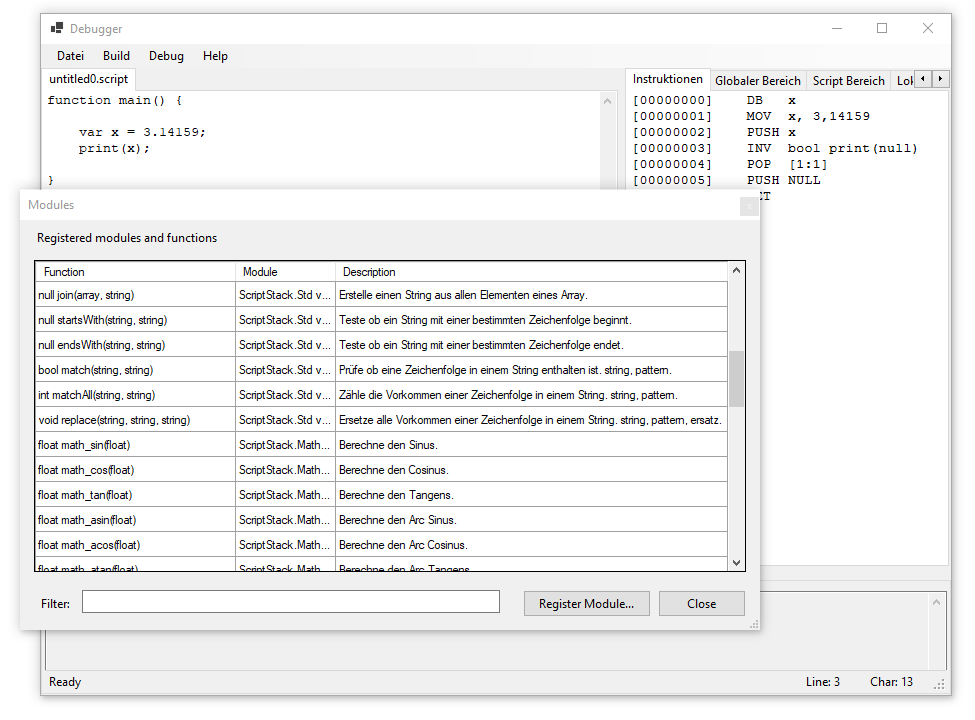 Debugger
Datei Build Debug Help
untitled0.script
function main() {
var x = 3.14159;
print(x);
}
Instruktionen Globaler Bereich Script Bereich Lok
[00000000] DB x
[00000001] MOV x, 3,14159
[00000002] PUSH x
[00000003] INV bool print(null)
[00000004] POP [1:1]
[00000005] PUSH NULL
ET
Modules
x
Registered modules and functions
Function Module Description
null join(array, string) ScriptStack.Std v... Erstelle einen String aus allen Elementen eines Array.
null startsWith(string, string) ScriptStack.Std v... Teste ob ein String mit einer bestimmten Zeichenfolge beginnt.
null endsWith(string, string) ScriptStack.Std v... Teste ob ein String mit einer bestimmten Zeichenfolge endet.
bool match(string, string) ScriptStack.Std v... Prüfe ob eine Zeichenfolge in einem String enthalten ist. string, pattern.
int matchAll(string, string) ScriptStack.Std v... Zähle die Vorkommen einer Zeichenfolge in einem String. string, pattern.
void replace(string, string, string) ScriptStack.Std v... Ersetze alle Vorkommen einer Zeichenfolge in einem String. string, pattern, ersatz.
float math_sin(float) ScriptStack.Math... Berechne den Sinus.
float math_cos(float) ScriptStack.Math... Berechne den Cosinus.
float math_tan(float) ScriptStack.Math... Berechne den Tangens.
float math_asin(float) ScriptStack.Math... Berechne den Arc Sinus.
float math_acos(float) ScriptStack.Math... Berechne den Arc Cosinus.
float math_atan(float) ScriptStack.Math... Berechne den Arc Tangens.
Filter:
Register Module... Close
Ready Line: 3 Char: 13